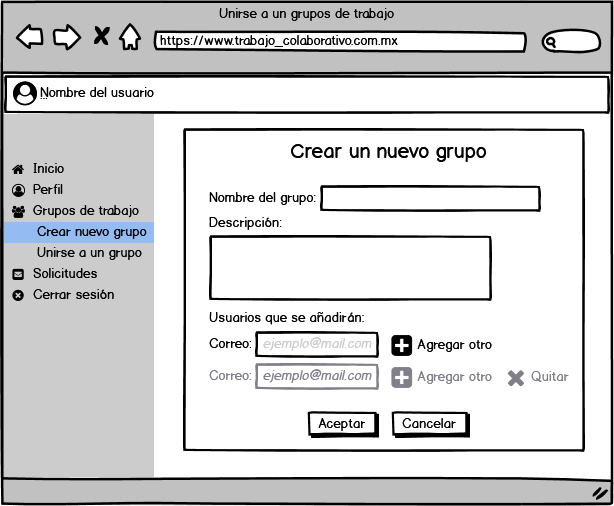 Unirse a un grupos de trabajo
https://www.trabajo_colaborativo.com.mx
Nombre del usuario
Inicio
Perfil
Grupos de trabajo
Crear nuevo grupo
Unirse a un grupo
Solicitudes
Cerrar sesión
Crear un nuevo grupo
Nombre del grupo:
Descripción:
Usuarios que se añadirán:
Correo: ejemplo@mail.com Agregar otro
Correo: ejemplo@mail.com Agregar otro Quitar
Aceptar Cancelar